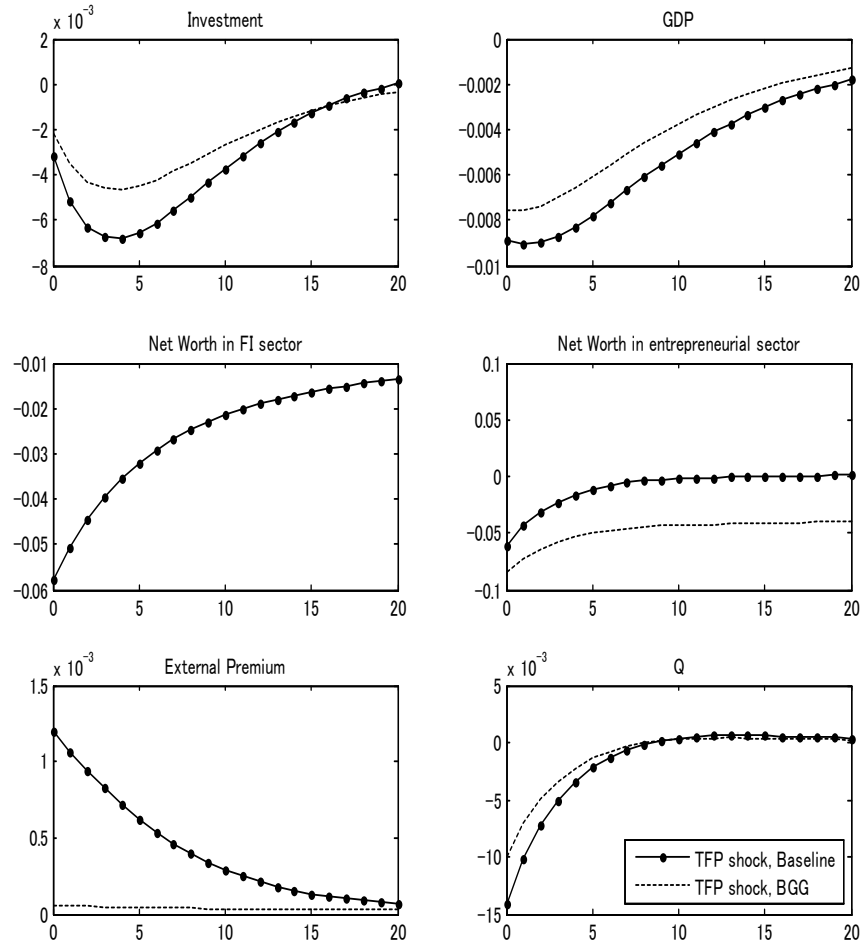 Investment
x 10⁻³
2
0
−2
−4
−6
−8
0 5 10 15 20
GDP
0
−0.002
−0.004
−0.006
−0.008
−0.01
0 5 10 15 20
Net Worth in FI sector
−0.01
−0.02
−0.03
−0.04
−0.05
−0.06
0 5 10 15 20
Net Worth in entrepreneurial sector
0.1
0.05
0
−0.05
−0.1
0 5 10 15 20
External Premium
x 10⁻³
1.5
1
0.5
0
0 5 10 15 20
Q
x 10⁻³
5
0
−5
−10
−15
0 5 10 15 20
TFP shock, Baseline
TFP shock, BGG